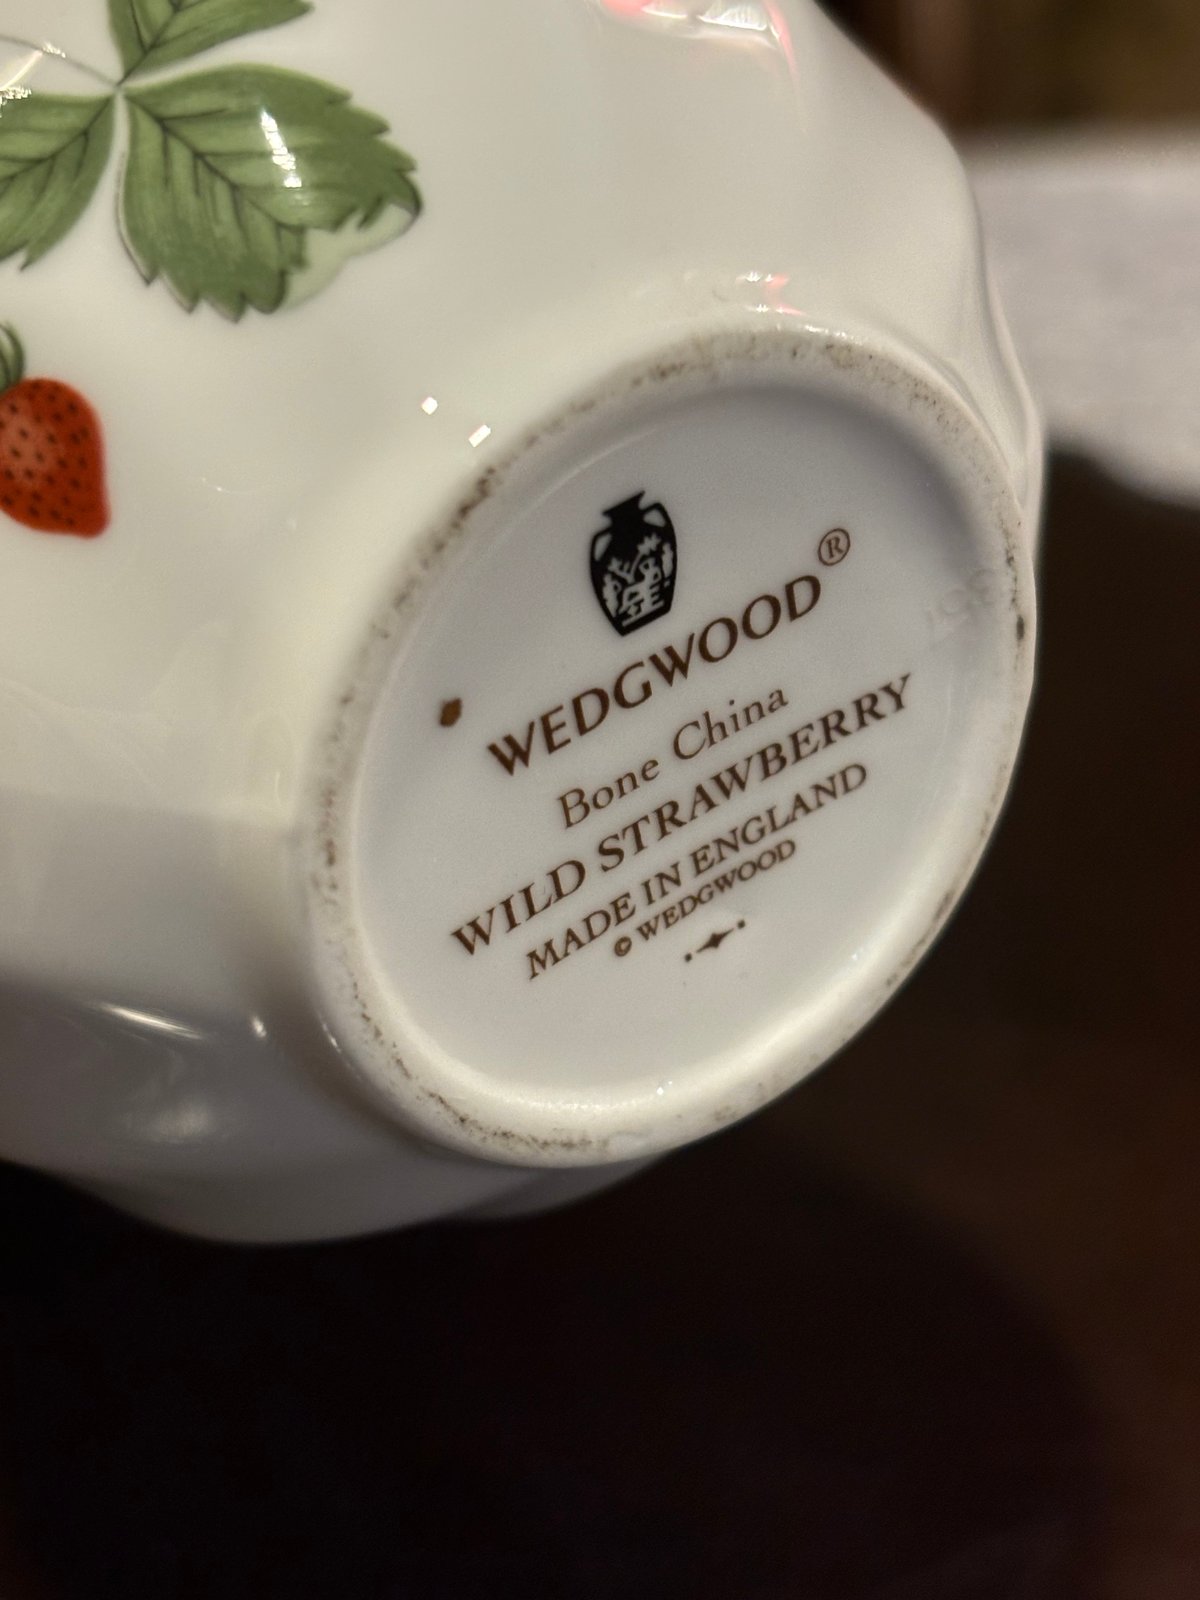 WEDGWOOD®
Bone China
WILD STRAWBERRY
MADE IN ENGLAND
© WEDGWOOD